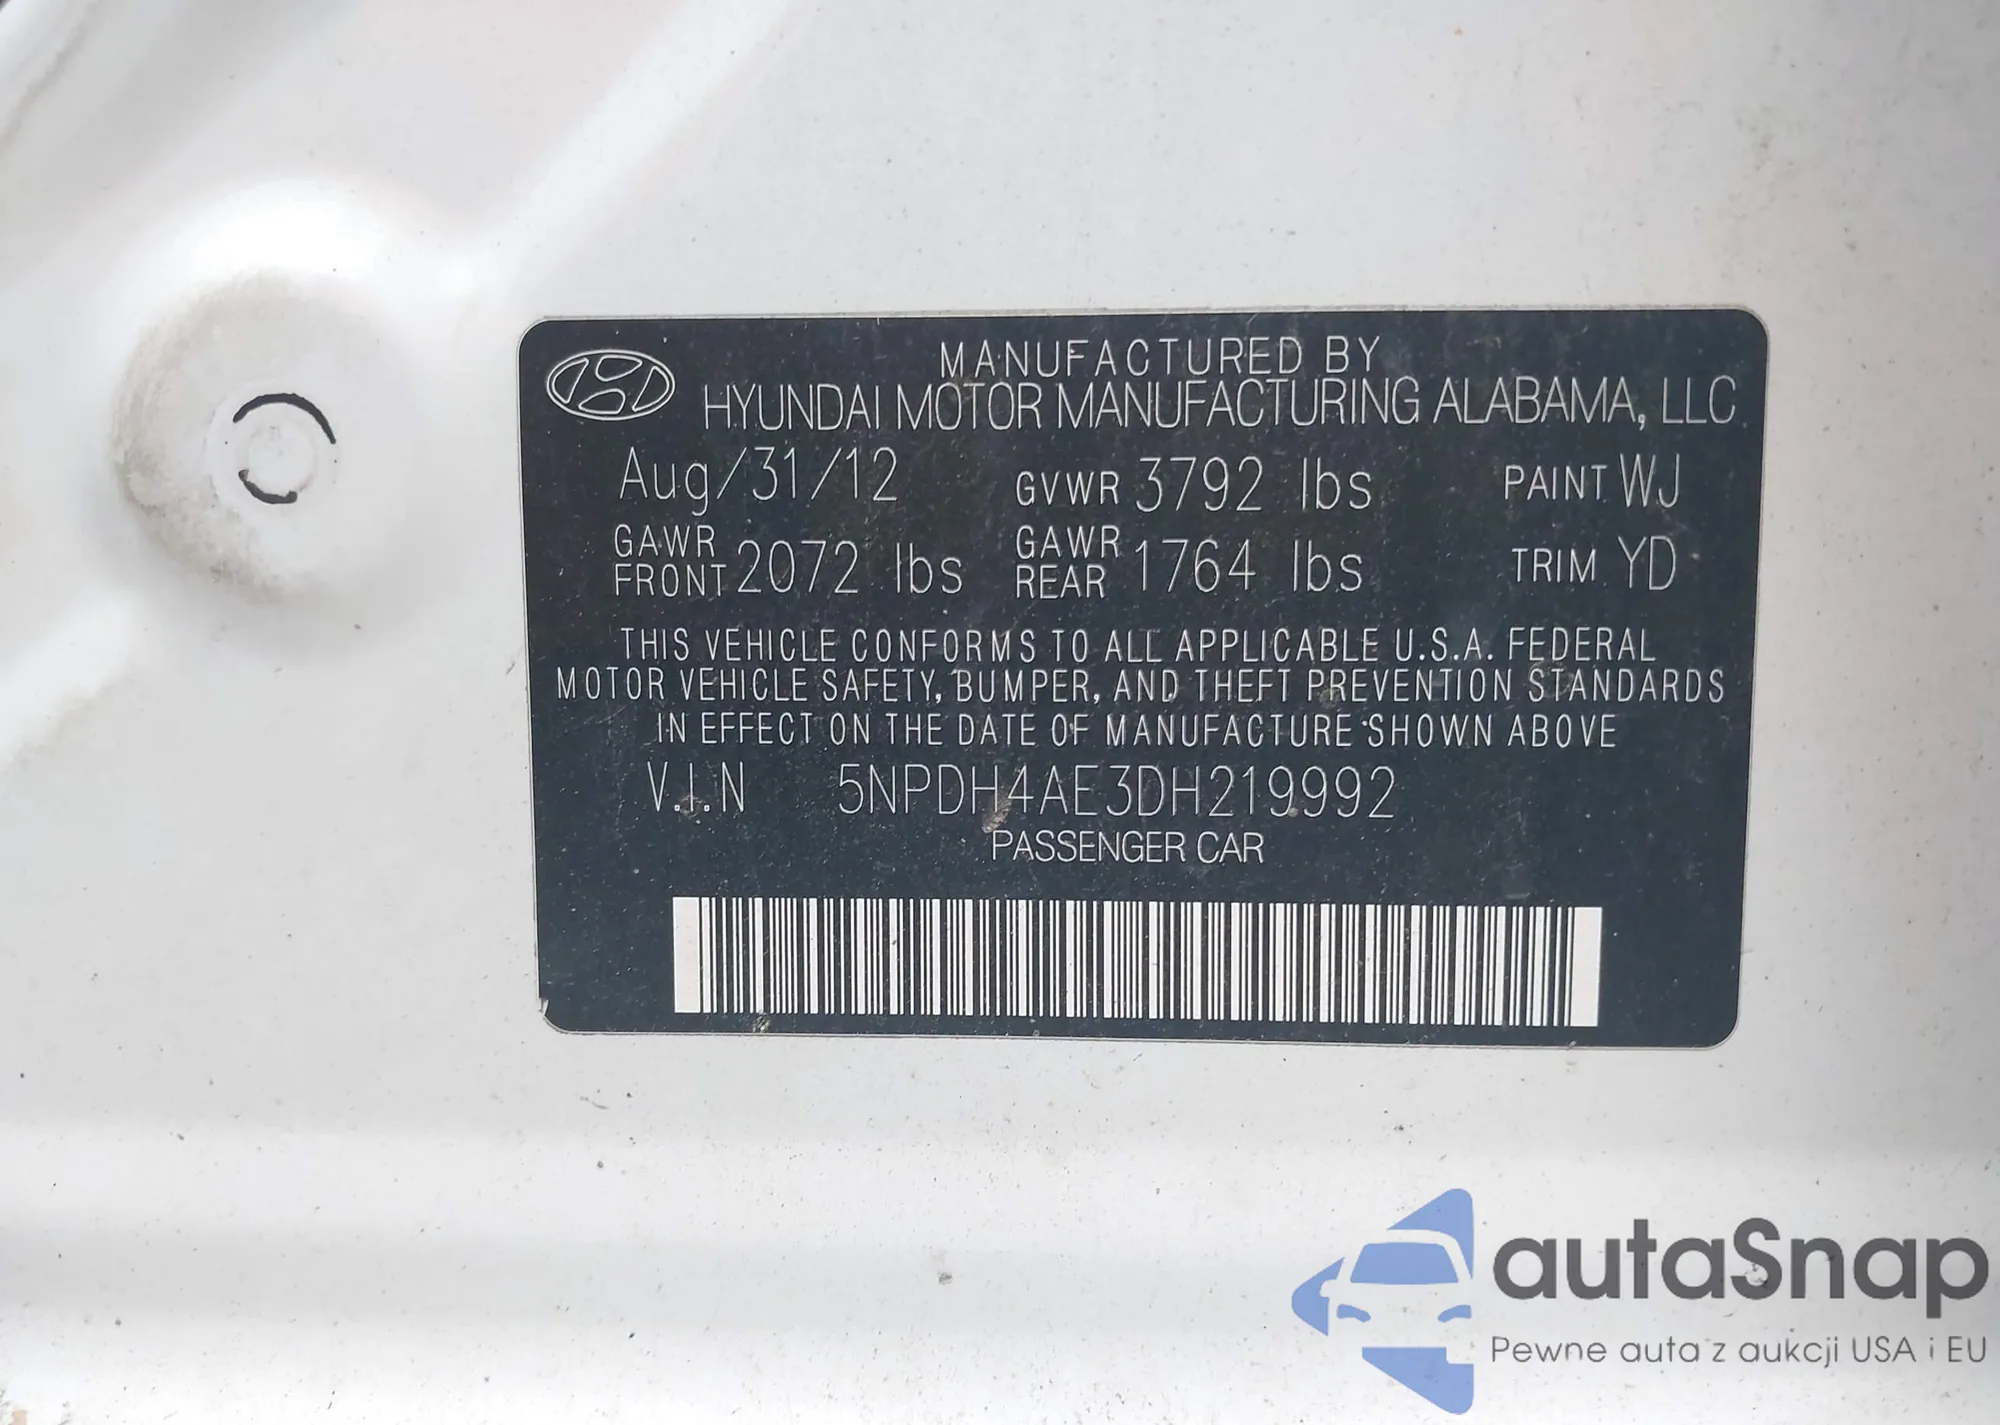 MANUFACTURED BY
HYUNDAI MOTOR MANUFACTURING ALABAMA, LLC
Aug/31/12 GVWR 3792 lbs PAINT WJ
GAWR FRONT 2072 lbs GAWR REAR 1764 lbs TRIM YD
THIS VEHICLE CONFORMS TO ALL APPLICABLE U.S.A. FEDERAL
MOTOR VEHICLE SAFETY, BUMPER, AND THEFT PREVENTION STANDARDS
IN EFFECT ON THE DATE OF MANUFACTURE SHOWN ABOVE
V.I.N 5NPDH4AE3DH219992
PASSENGER CAR
autaSnap
Pewne auta z aukcji USA i EU